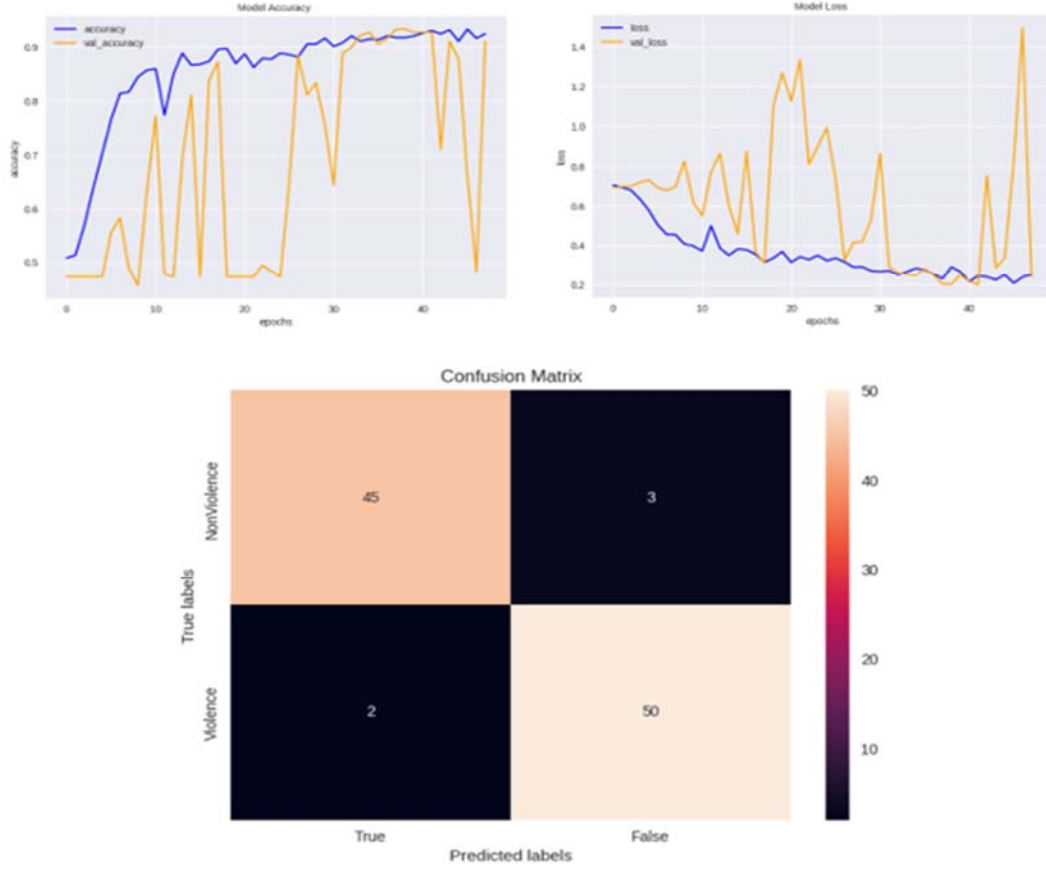 Model Accuracy
accuracy
val_accuracy
0.9
0.8
0.7
0.6
0.5
accuracy
0 10 20 30 40
epochs
Model Loss
loss
val_loss
1.4
1.2
1.0
0.8
0.6
0.4
0.2
loss
0 10 20 30 40
epochs
Confusion Matrix
True labels
NonViolence
Violence
45 3
2 50
True False
Predicted labels
50
40
30
20
10